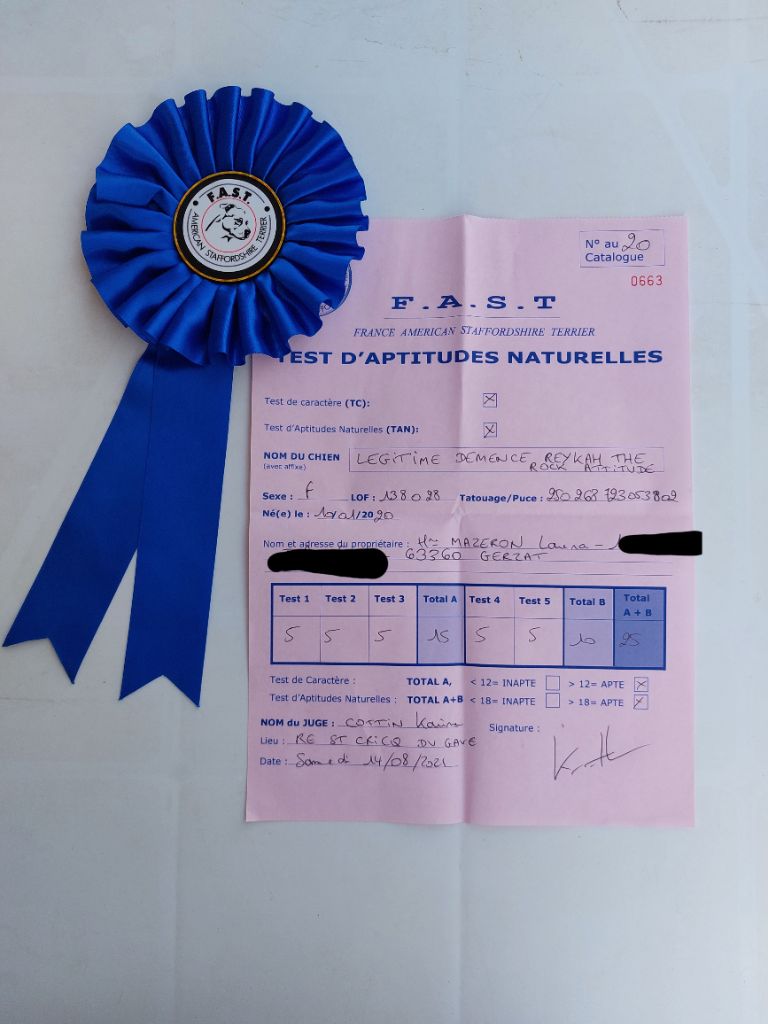 F.A.S.T.
AMERICAN STAFFORDSHIRE TERRIER
N° au 20
Catalogue
0663
F.A.S.T
FRANCE AMERICAN STAFFORDSHIRE TERRIER
TEST D'APTITUDES NATURELLES
Test de caractère (TC): X
Test d'Aptitudes Naturelles (TAN): X
NOM DU CHIEN LEGITIME DEMENCE REYKAH THE
(avec affixe) ROCK ATTITUDE
Sexe : F LOF : 138028 Tatouage/Puce : 250268723053802
Né(e) le : 10/01/2020
Nom et adresse du propriétaire : MAZERON Laura
63360 GERZAT
Test 1 Test 2 Test 3 Total A Test 4 Test 5 Total B Total A + B
5 5 5 15 5 5 10 25
Test de Caractère : TOTAL A, < 12= INAPTE > 12= APTE X
Test d'Aptitudes Naturelles : TOTAL A+B < 18= INAPTE > 18= APTE X
NOM du JUGE : COTTIN Karine
Signature :
Lieu : RE ST CRICQ DU GAVE
Date : Samedi 14/08/2021